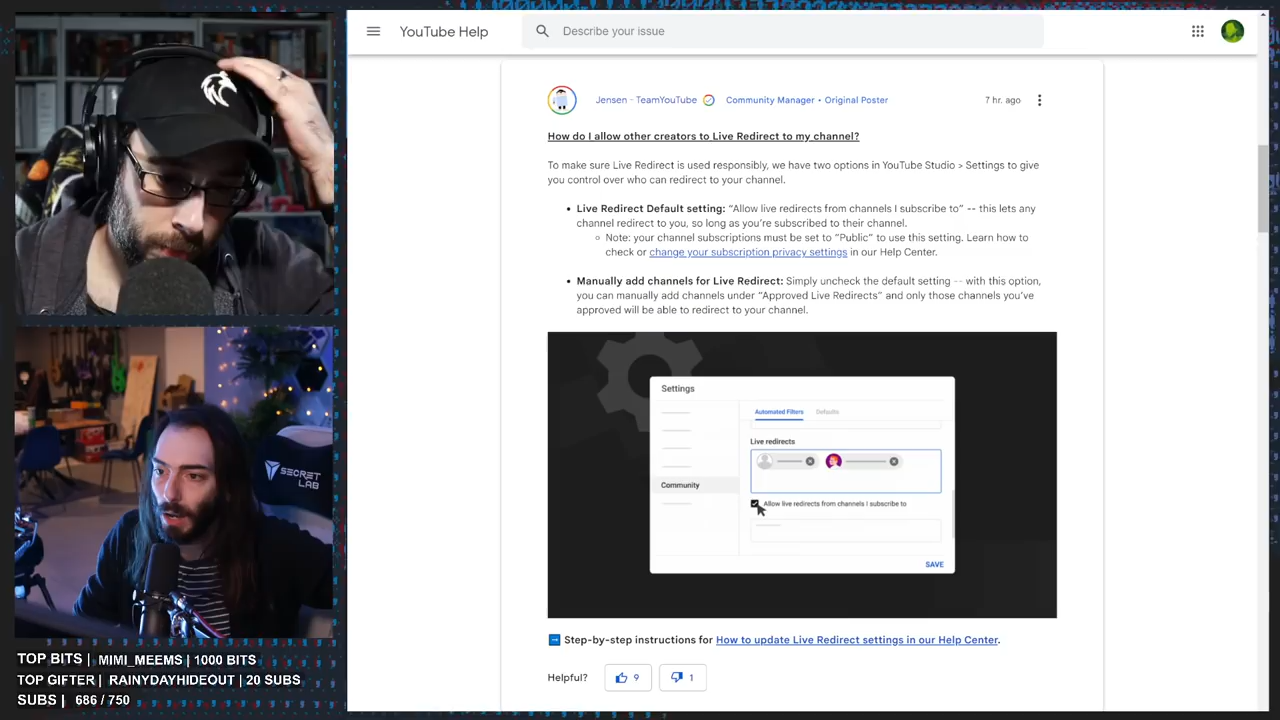 YouTube Help
Describe your issue
Jensen - TeamYouTube Community Manager • Original Poster 7 hr. ago
How do I allow other creators to Live Redirect to my channel?
To make sure Live Redirect is used responsibly, we have two options in YouTube Studio > Settings to give
you control over who can redirect to your channel.
Live Redirect Default setting: “Allow live redirects from channels I subscribe to” -- this lets any
channel redirect to you, so long as you’re subscribed to their channel.
Note: your channel subscriptions must be set to “Public” to use this setting. Learn how to
check or change your subscription privacy settings in our Help Center.
Manually add channels for Live Redirect: Simply uncheck the default setting -- with this option,
you can manually add channels under “Approved Live Redirects” and only those channels you’ve
approved will be able to redirect to your channel.
Settings
Automated Filters Defaults
Live redirects
Community
Allow live redirects from channels I subscribe to
SAVE
Step-by-step instructions for How to update Live Redirect settings in our Help Center.
Helpful? 9 1
SECRET
LAB
TOP BITS | MIMI_MEEMS | 1000 BITS
TOP GIFTER | RAINYDAYHIDEOUT | 20 SUBS
SUBS | 686 / 750